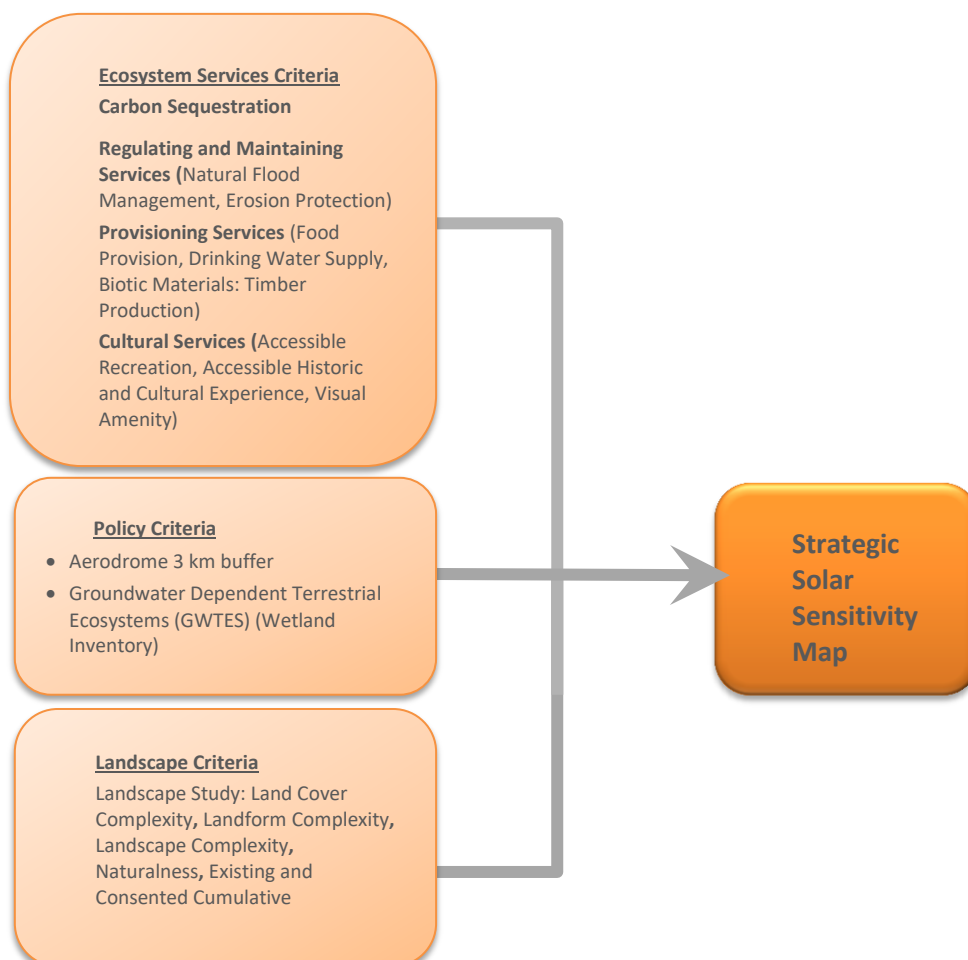 Ecosystem Services Criteria
Carbon Sequestration
Regulating and Maintaining
Services (Natural Flood
Management, Erosion Protection)
Provisioning Services (Food
Provision, Drinking Water Supply,
Biotic Materials: Timber
Production)
Cultural Services (Accessible
Recreation, Accessible Historic
and Cultural Experience, Visual
Amenity)
Policy Criteria
• Aerodrome 3 km buffer
• Groundwater Dependent Terrestrial
Ecosystems (GWTES) (Wetland
Inventory)
Landscape Criteria
Landscape Study: Land Cover
Complexity, Landform Complexity,
Landscape Complexity,
Naturalness, Existing and
Consented Cumulative
Strategic
Solar
Sensitivity
Map